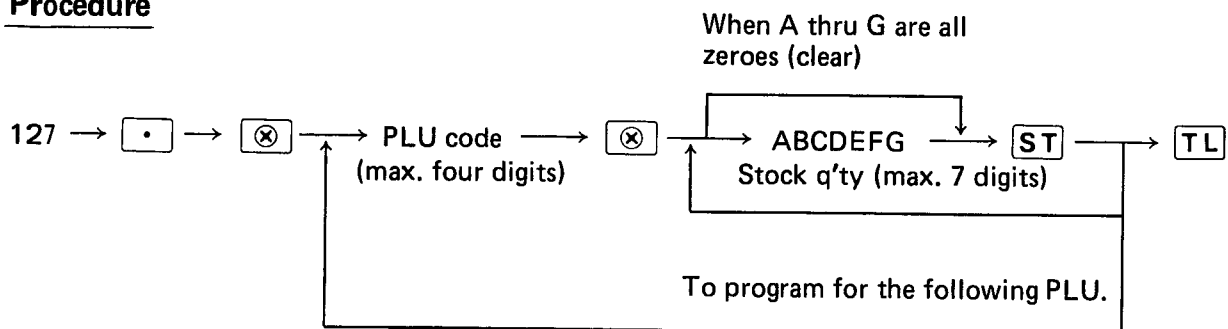 Procedure
When A thru G are all
zeroes (clear)
127 → · → ⊗ → PLU code → ⊗ → ABCDEFG → ST → TL
(max. four digits) Stock q'ty (max. 7 digits)
To program for the following PLU.